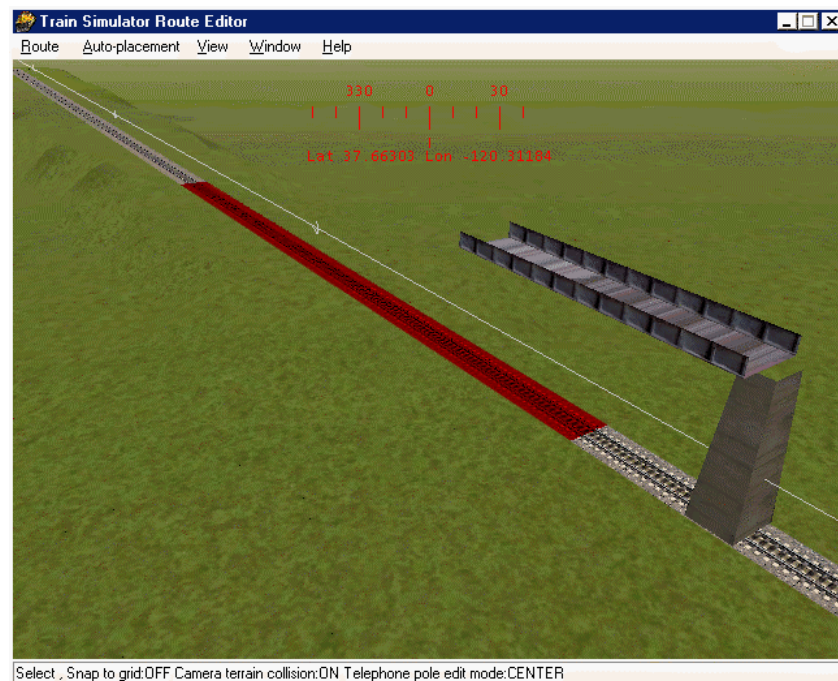 Train Simulator Route Editor
Route Auto-placement View Window Help
330 0 30
Lat 37.66303 Lon -120.31184
Select , Snap to grid:OFF Camera terrain collision:ON Telephone pole edit mode:CENTER